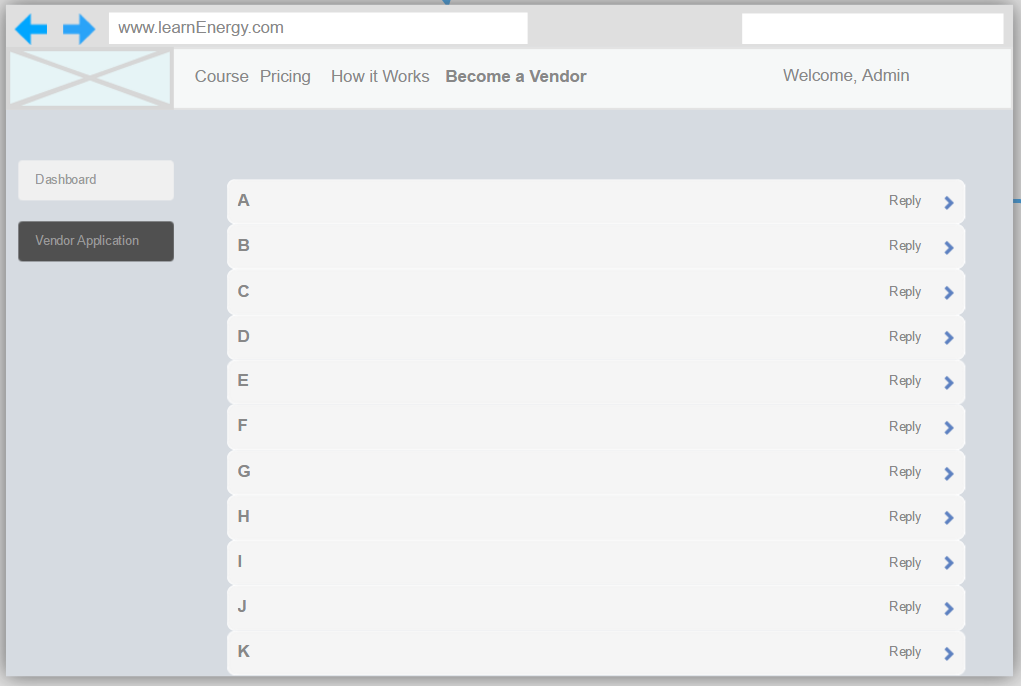 www.learnEnergy.com
Course Pricing How it Works Become a Vendor Welcome, Admin
Dashboard
Vendor Application
A Reply
B Reply
C Reply
D Reply
E Reply
F Reply
G Reply
H Reply
I Reply
J Reply
K Reply